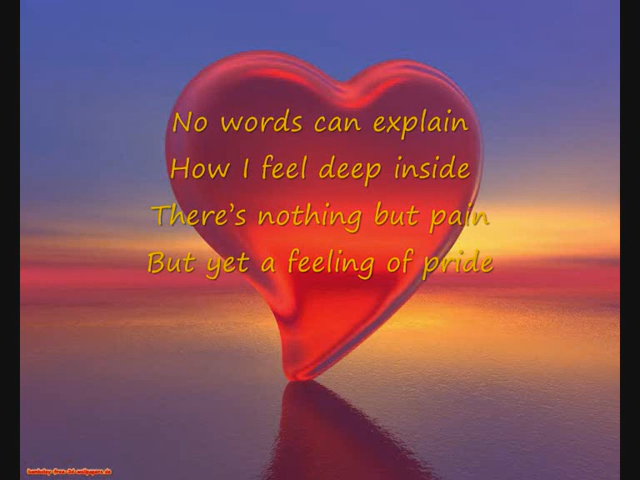 No words can explain
How I feel deep inside
There's nothing but pain
But yet a feeling of pride